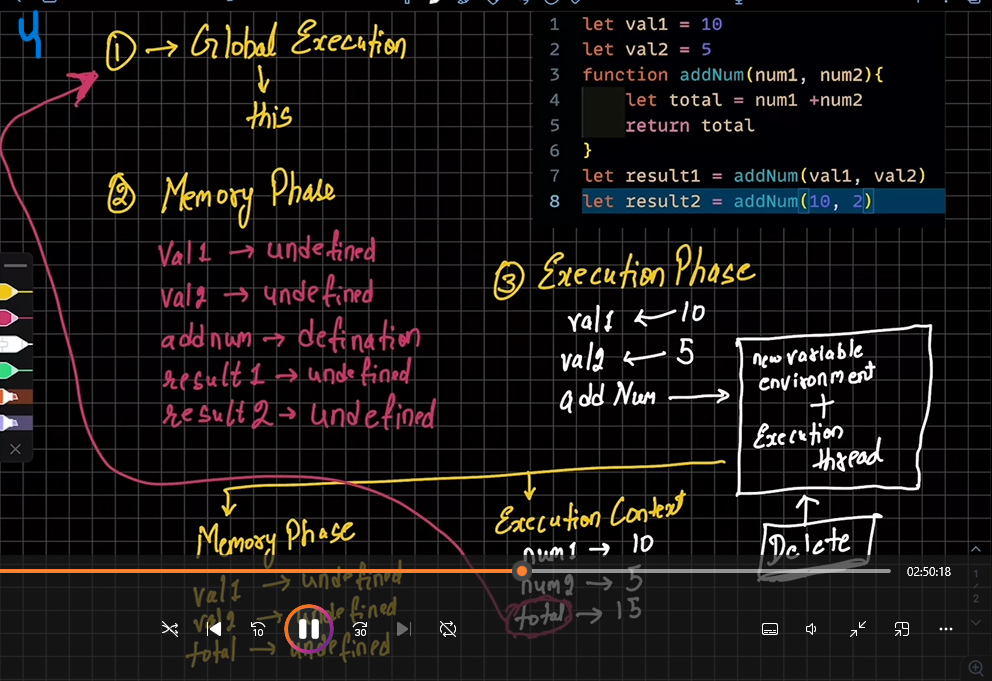 4
① → Global Execution
↓
this
② Memory Phase
val1 → undefined
val2 → undefined
addnum → defination
result1 → undefined
result2 → undefined
1 let val1 = 10
2 let val2 = 5
3 function addNum(num1, num2){
4 let total = num1 +num2
5 return total
6 }
7 let result1 = addNum(val1, val2)
8 let result2 = addNum(10, 2)
③ Execution Phase
val1 ← 10
val2 ← 5
add Num →
new variable
environment
+
Execution
thread
Delete
Memory Phase
val1 → undefined
val2 → undefined
total → undefined
Execution Context
num1 → 10
num2 → 5
total → 15
02:50:18
10
30
1
2